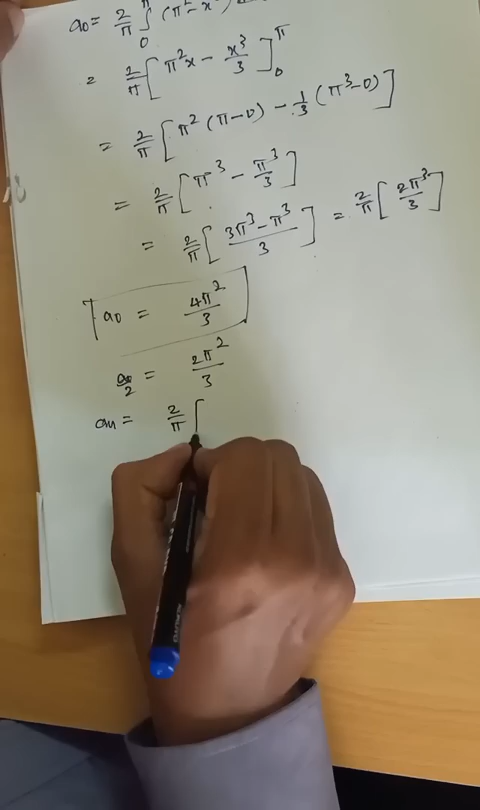 a₀ = 2/π ∫₀^π (π² - x²
= 2/π [π²x - x³/3]₀^π
= 2/π [π² (π-0) - 1/3 (π³-0)]
= 2/π [π³ - π³/3]
= 2/π [3π³-π³/3] = 2/π [2π³/3]
a₀ = 4π²/3
a₀/2 = 2π²/3
an = 2/π [